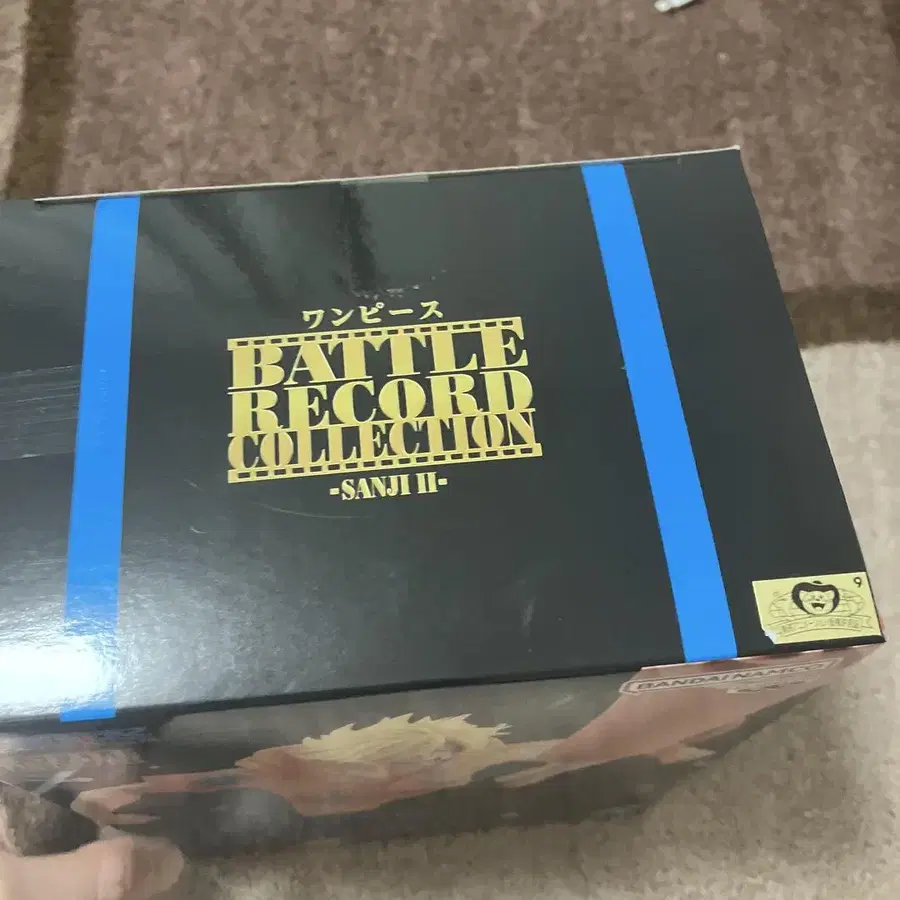 ワンピース
BATTLE
RECORD
COLLECTION
-SANJI II-
9
BANDAI NAMCO